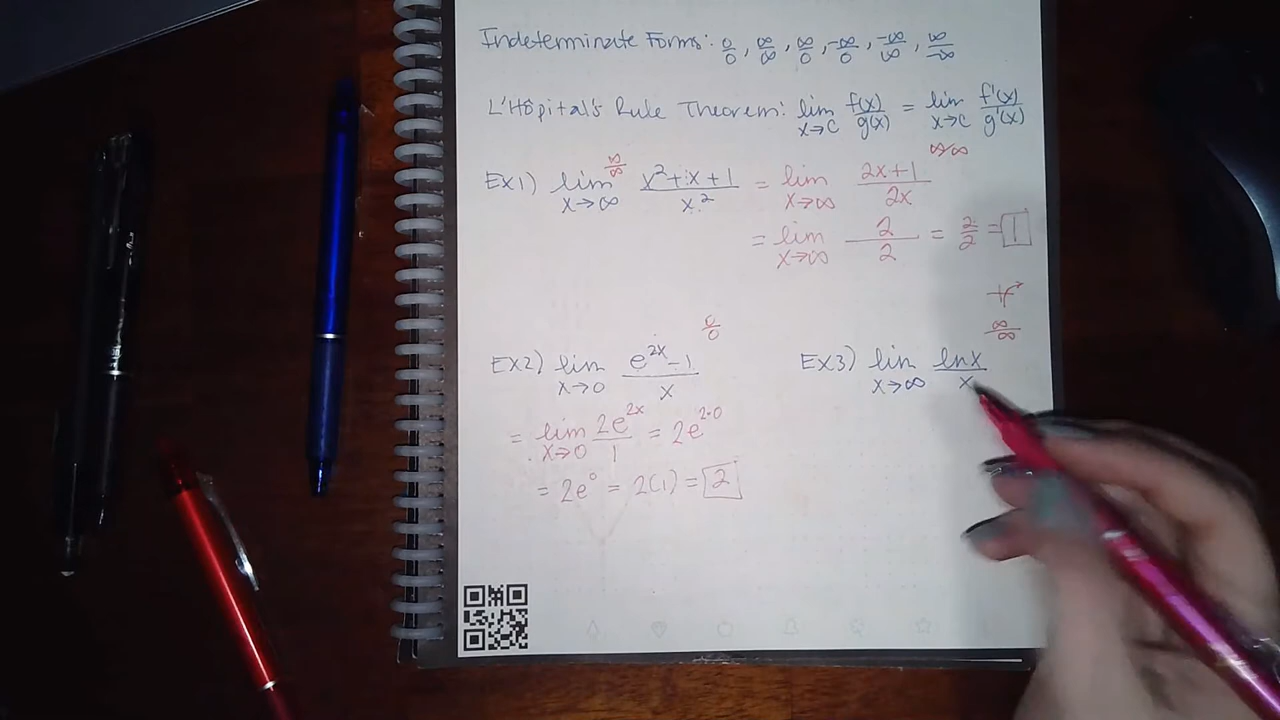 Indeterminate Forms: 0/0, ∞/∞, ∞/0, -∞/0, -∞/∞, ∞/-∞
L'Hôpital's Rule Theorem: lim x→c f(x)/g(x) = lim x→c f'(x)/g'(x)
∞/∞
∞/∞
Ex1) lim x→∞ x²+x+1/x² = lim x→∞ 2x+1/2x
= lim x→∞ 2/2 = 2/2 = 1
0/0
Ex2) lim x→0 e^2x-1/x
= lim x→0 2e^2x/1 = 2e^2·0
= 2e^0 = 2(1) = 2
∞/∞
Ex3) lim x→∞ lnx/x